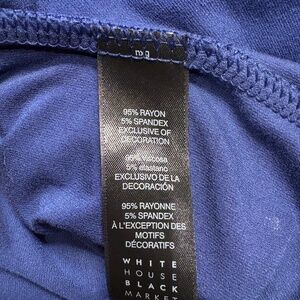 95% RAYON
5% SPANDEX
EXCLUSIVE OF
DECORATION
95% viscosa
5% elastano
EXCLUSIVO DE LA
DECORACIÓN
95% RAYONNE
5% SPANDEX
À L'EXCEPTION DES
MOTIFS
DÉCORATIFS
WHITE
HOUSE
BLACK
MARKET